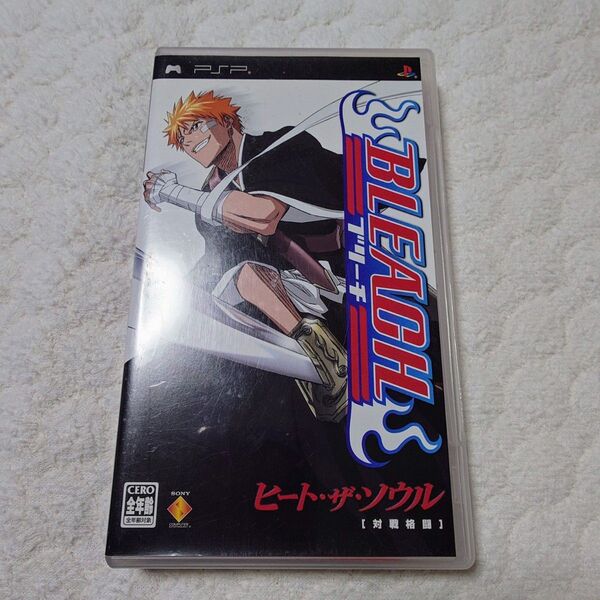 PSP
BLEACH
ブリーチ
ヒート・ザ・ソウル
[対戦格闘]
CERO
全年齢
全年齢対象
SONY
COMPUTER